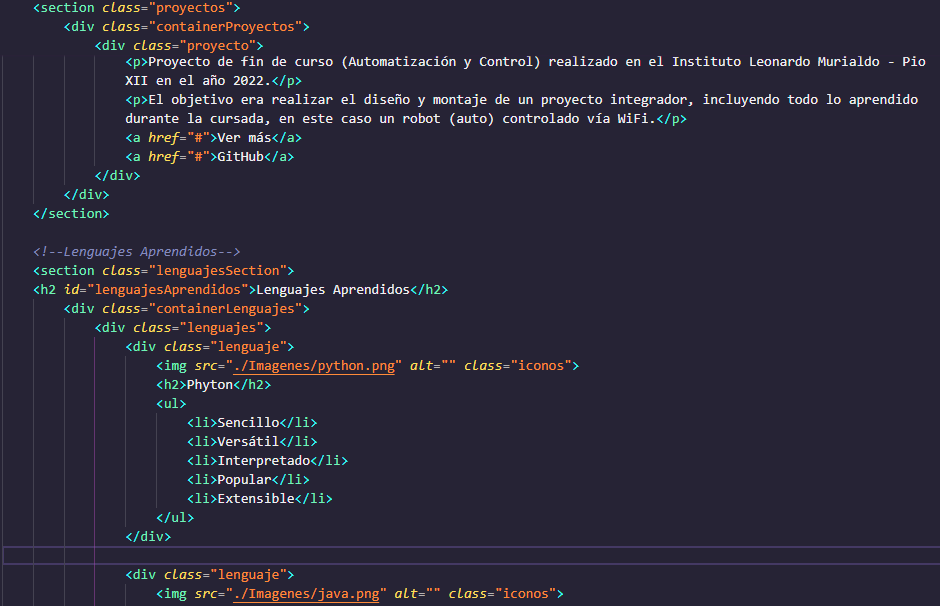 <section class="proyectos">
<div class="containerProyectos">
<div class="proyecto">
<p>Proyecto de fin de curso (Automatización y Control) realizado en el Instituto Leonardo Murialdo - Pio
XII en el año 2022.</p>
<p>El objetivo era realizar el diseño y montaje de un proyecto integrador, incluyendo todo lo aprendido
durante la cursada, en este caso un robot (auto) controlado vía WiFi.</p>
<a href="#">Ver más</a>
<a href="#">GitHub</a>
</div>
</div>
</section>
<!--Lenguajes Aprendidos-->
<section class="lenguajesSection">
<h2 id="lenguajesAprendidos">Lenguajes Aprendidos</h2>
<div class="containerLenguajes">
<div class="lenguajes">
<div class="lenguaje">
<img src="./Imagenes/python.png" alt="" class="iconos">
<h2>Phyton</h2>
<ul>
<li>Sencillo</li>
<li>Versátil</li>
<li>Interpretado</li>
<li>Popular</li>
<li>Extensible</li>
</ul>
</div>
<div class="lenguaje">
<img src="./Imagenes/java.png" alt="" class="iconos">